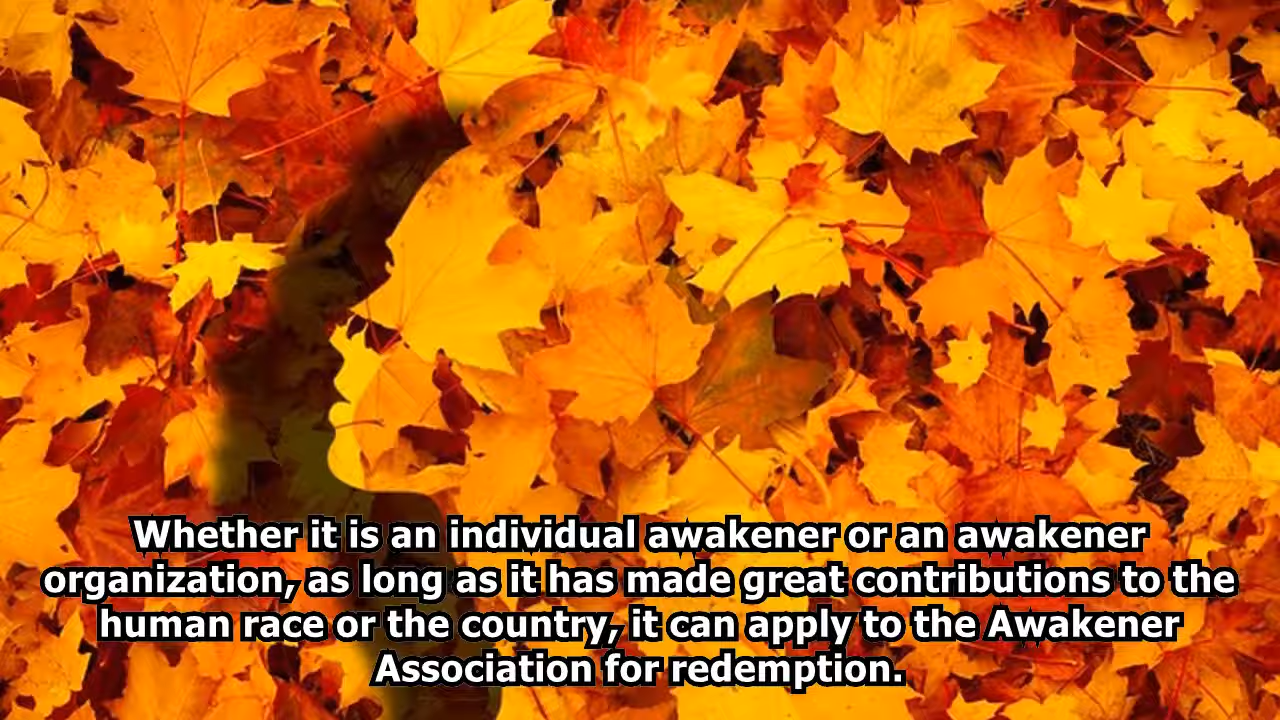 Whether it is an individual awakener or an awakener
organization, as long as it has made great contributions to the
human race or the country, it can apply to the Awakener
Association for redemption.